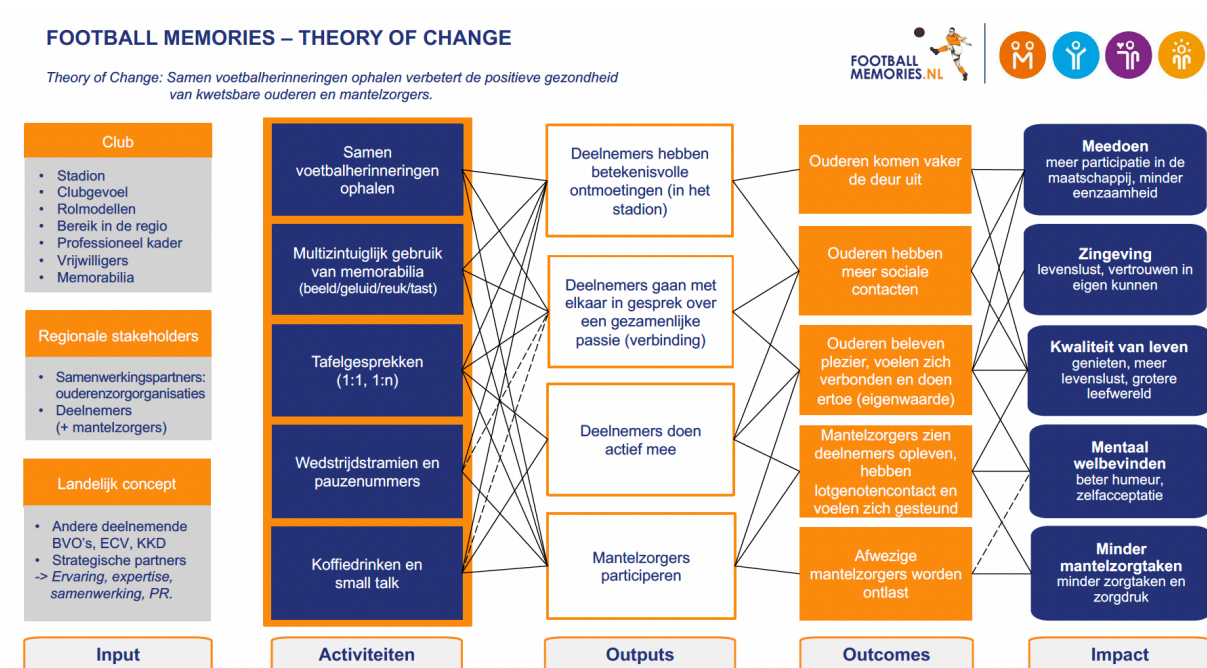 FOOTBALL MEMORIES – THEORY OF CHANGE
Theory of Change: Samen voetbalherinneringen ophalen verbetert de positieve gezondheid
van kwetsbare ouderen en mantelzorgers.
FOOTBALL
MEMORIES.NL
Club
• Stadion
• Clubgevoel
• Rolmodellen
• Bereik in de regio
• Professioneel kader
• Vrijwilligers
• Memorabilia
Regionale stakeholders
• Samenwerkingspartners:
ouderenzorgorganisaties
• Deelnemers
(+ mantelzorgers)
Landelijk concept
• Andere deelnemende
BVO's, ECV, KKD
• Strategische partners
-> Ervaring, expertise,
samenwerking, PR.
Input
Samen
voetbalherinneringen
ophalen
Multizintuiglijk gebruik
van memorabilia
(beeld/geluid/reuk/tast)
Tafelgesprekken
(1:1, 1:n)
Wedstrijdstramien en
pauzenummers
Koffiedrinken en
small talk
Activiteiten
Deelnemers hebben
betekenisvolle
ontmoetingen (in het
stadion)
Deelnemers gaan met
elkaar in gesprek over
een gezamenlijke
passie (verbinding)
Deelnemers doen
actief mee
Mantelzorgers
participeren
Outputs
Ouderen komen vaker
de deur uit
Ouderen hebben
meer sociale
contacten
Ouderen beleven
plezier, voelen zich
verbonden en doen
ertoe (eigenwaarde)
Mantelzorgers zien
deelnemers opleven,
hebben
lotgenotencontact en
voelen zich gesteund
Afwezige
mantelzorgers worden
ontlast
Outcomes
Meedoen
meer participatie in de
maatschappij, minder
eenzaamheid
Zingeving
levenslust, vertrouwen in
eigen kunnen
Kwaliteit van leven
genieten, meer
levenslust, grotere
leefwereld
Mentaal
welbevinden
beter humeur,
zelfacceptatie
Minder
mantelzorgtaken
minder zorgtaken en
zorgdruk
Impact